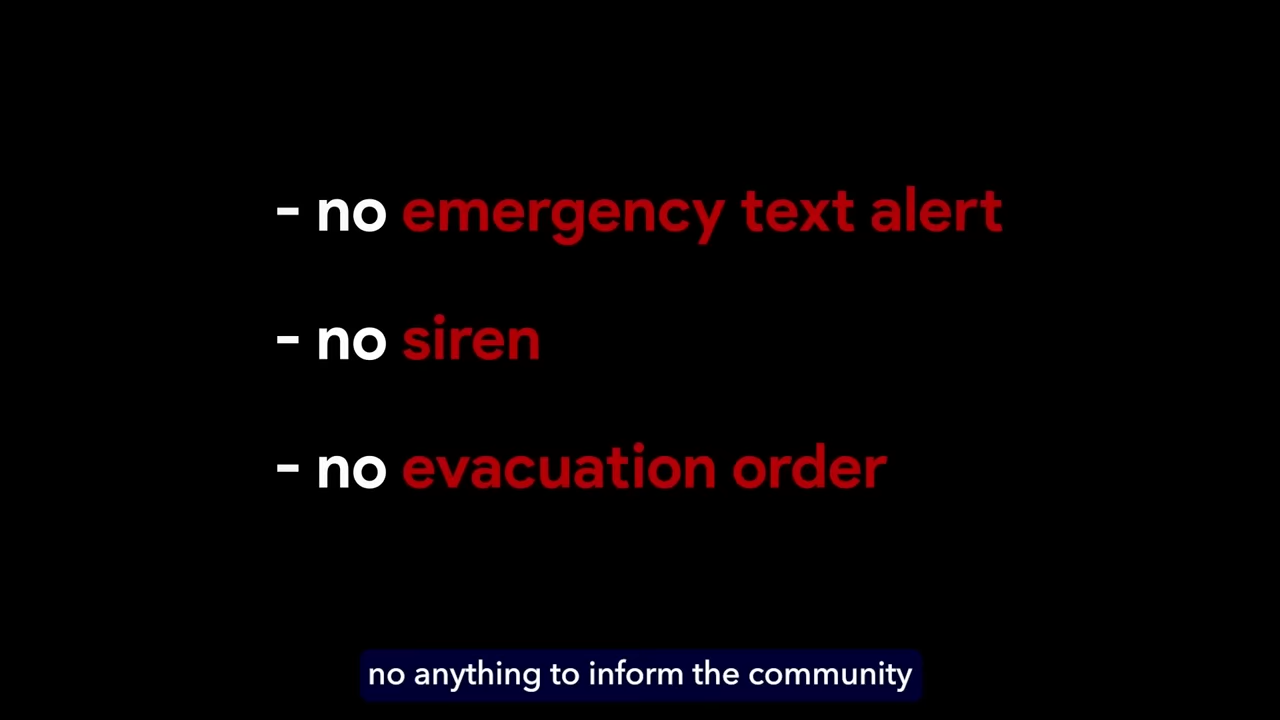 - no emergency text alert
- no siren
- no evacuation order
no anything to inform the community